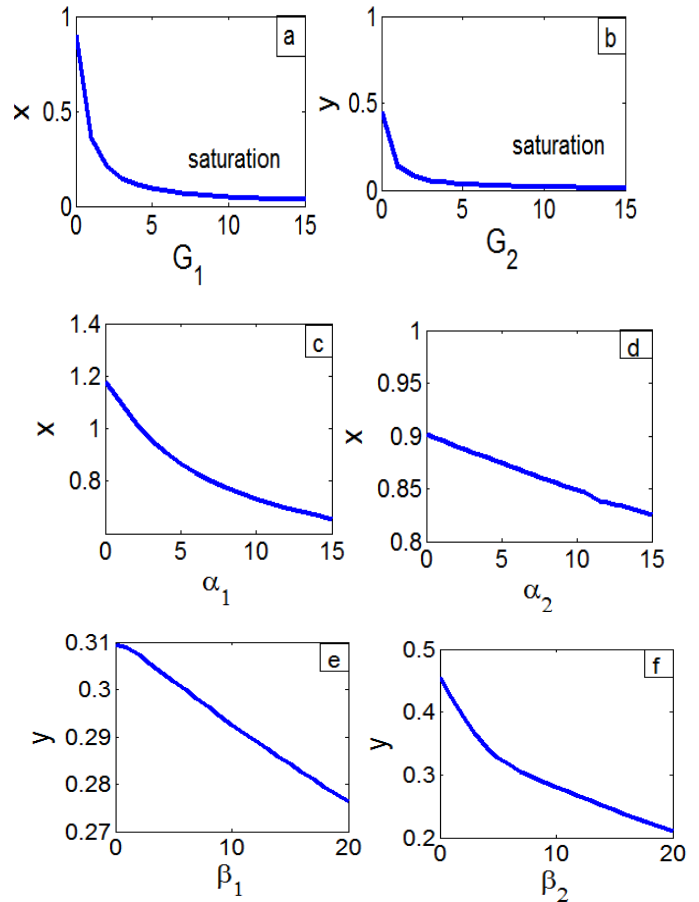 1 a 1 b
x 0.5 saturation y 0.5 saturation
0 0
0 5 10 15 0 5 10 15
G1 G2
1.4 c 1 d
1.2 0.95
x 1 x 0.9
0.8 0.85
0.8
0 5 10 15 0 5 10 15
α1 α2
0.31 e 0.5 f
0.3 0.4
y 0.29 y 0.3
0.28
0.27 0.2
0 10 20 0 10 20
β1 β2